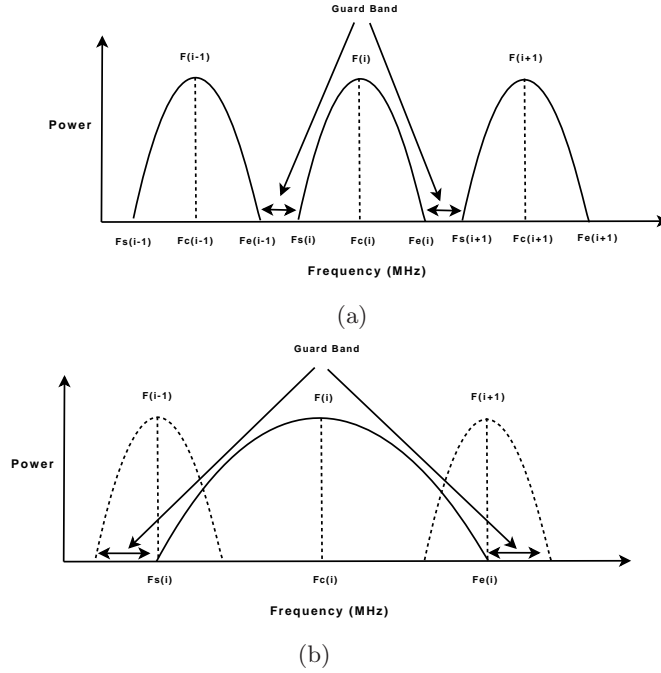 Guard Band
F(i-1)
F(i)
F(i+1)
Power
Fs(i-1)
Fc(i-1)
Fe(i-1)
Fs(i)
Fc(i)
Fe(i)
Fs(i+1)
Fc(i+1)
Fe(i+1)
Frequency (MHz)
(a)
Guard Band
F(i-1)
F(i)
F(i+1)
Power
Fs(i)
Fc(i)
Fe(i)
Frequency (MHz)
(b)